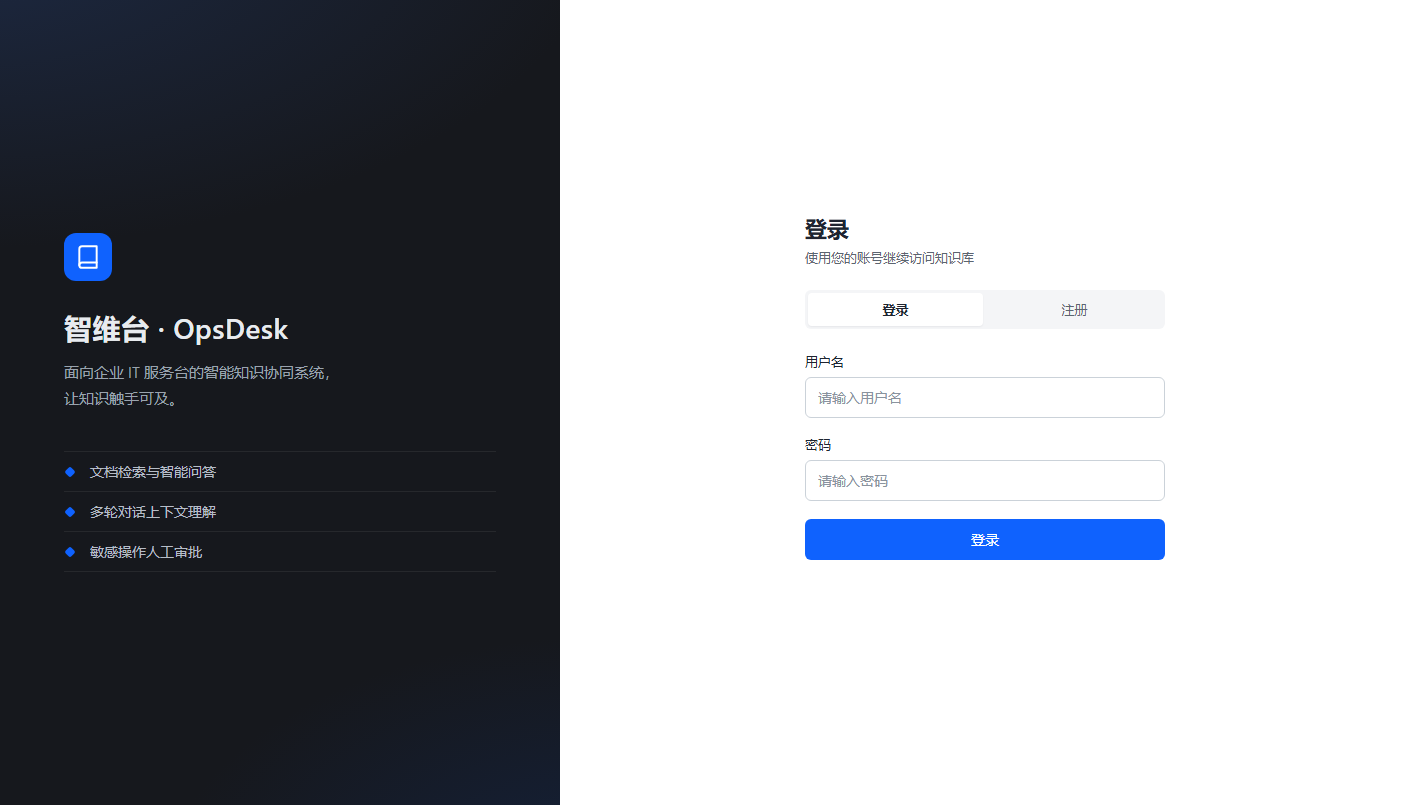 智维台 · OpsDesk
面向企业 IT 服务台的智能知识协同系统，
让知识触手可及。
文档检索与智能问答
多轮对话上下文理解
敏感操作人工审批
登录
使用您的账号继续访问知识库
登录 注册
用户名
请输入用户名
密码
请输入密码
登录